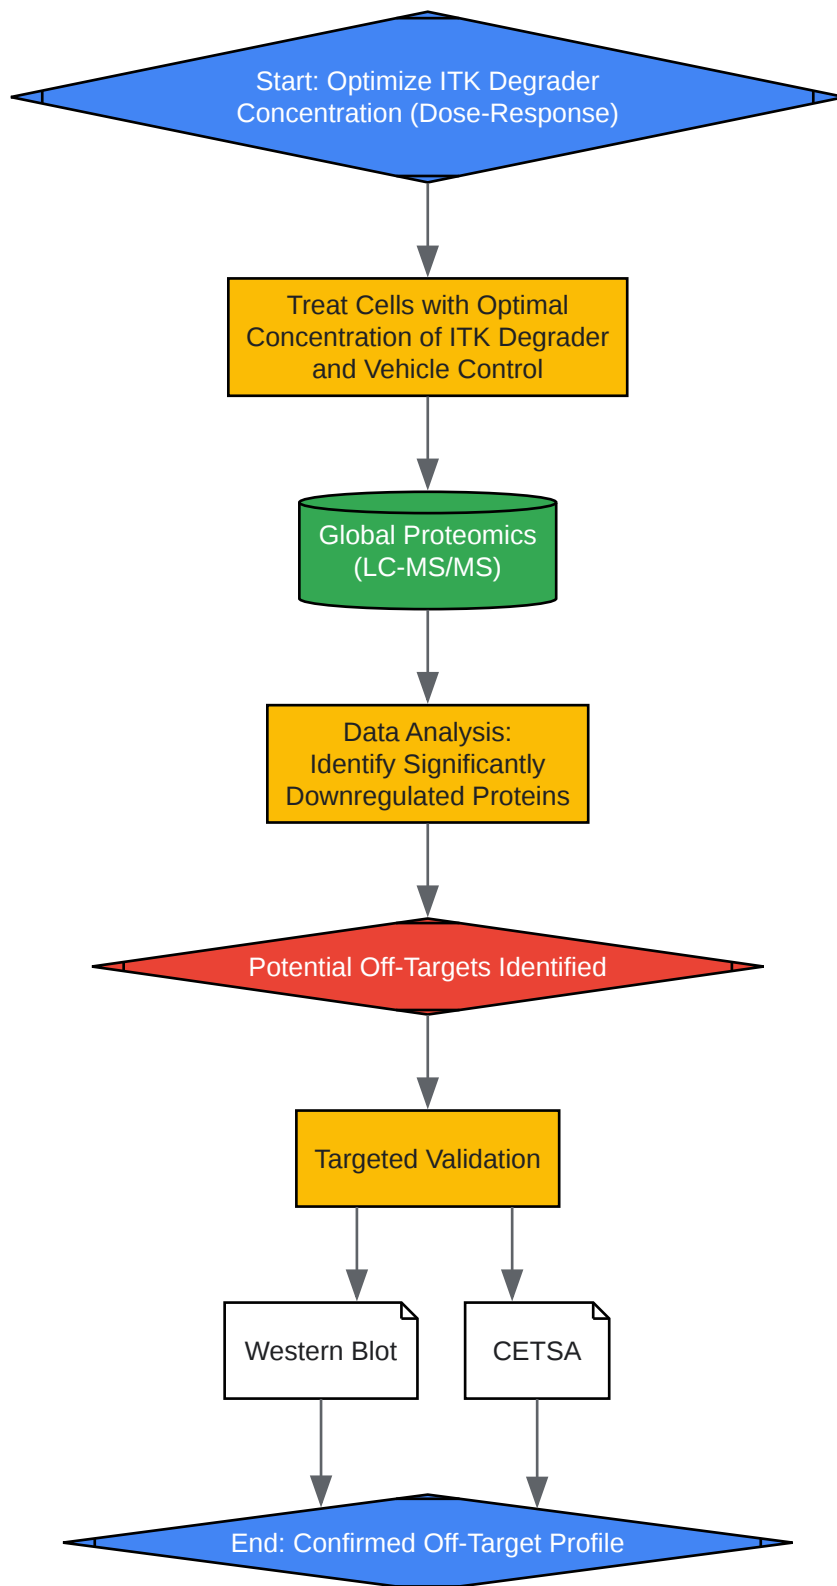 Start: Optimize ITK Degrader
Concentration (Dose-Response)
Treat Cells with Optimal
Concentration of ITK Degrader
and Vehicle Control
Global Proteomics
(LC-MS/MS)
Data Analysis:
Identify Significantly
Downregulated Proteins
Potential Off-Targets Identified
Targeted Validation
Western Blot
CETSA
End: Confirmed Off-Target Profile